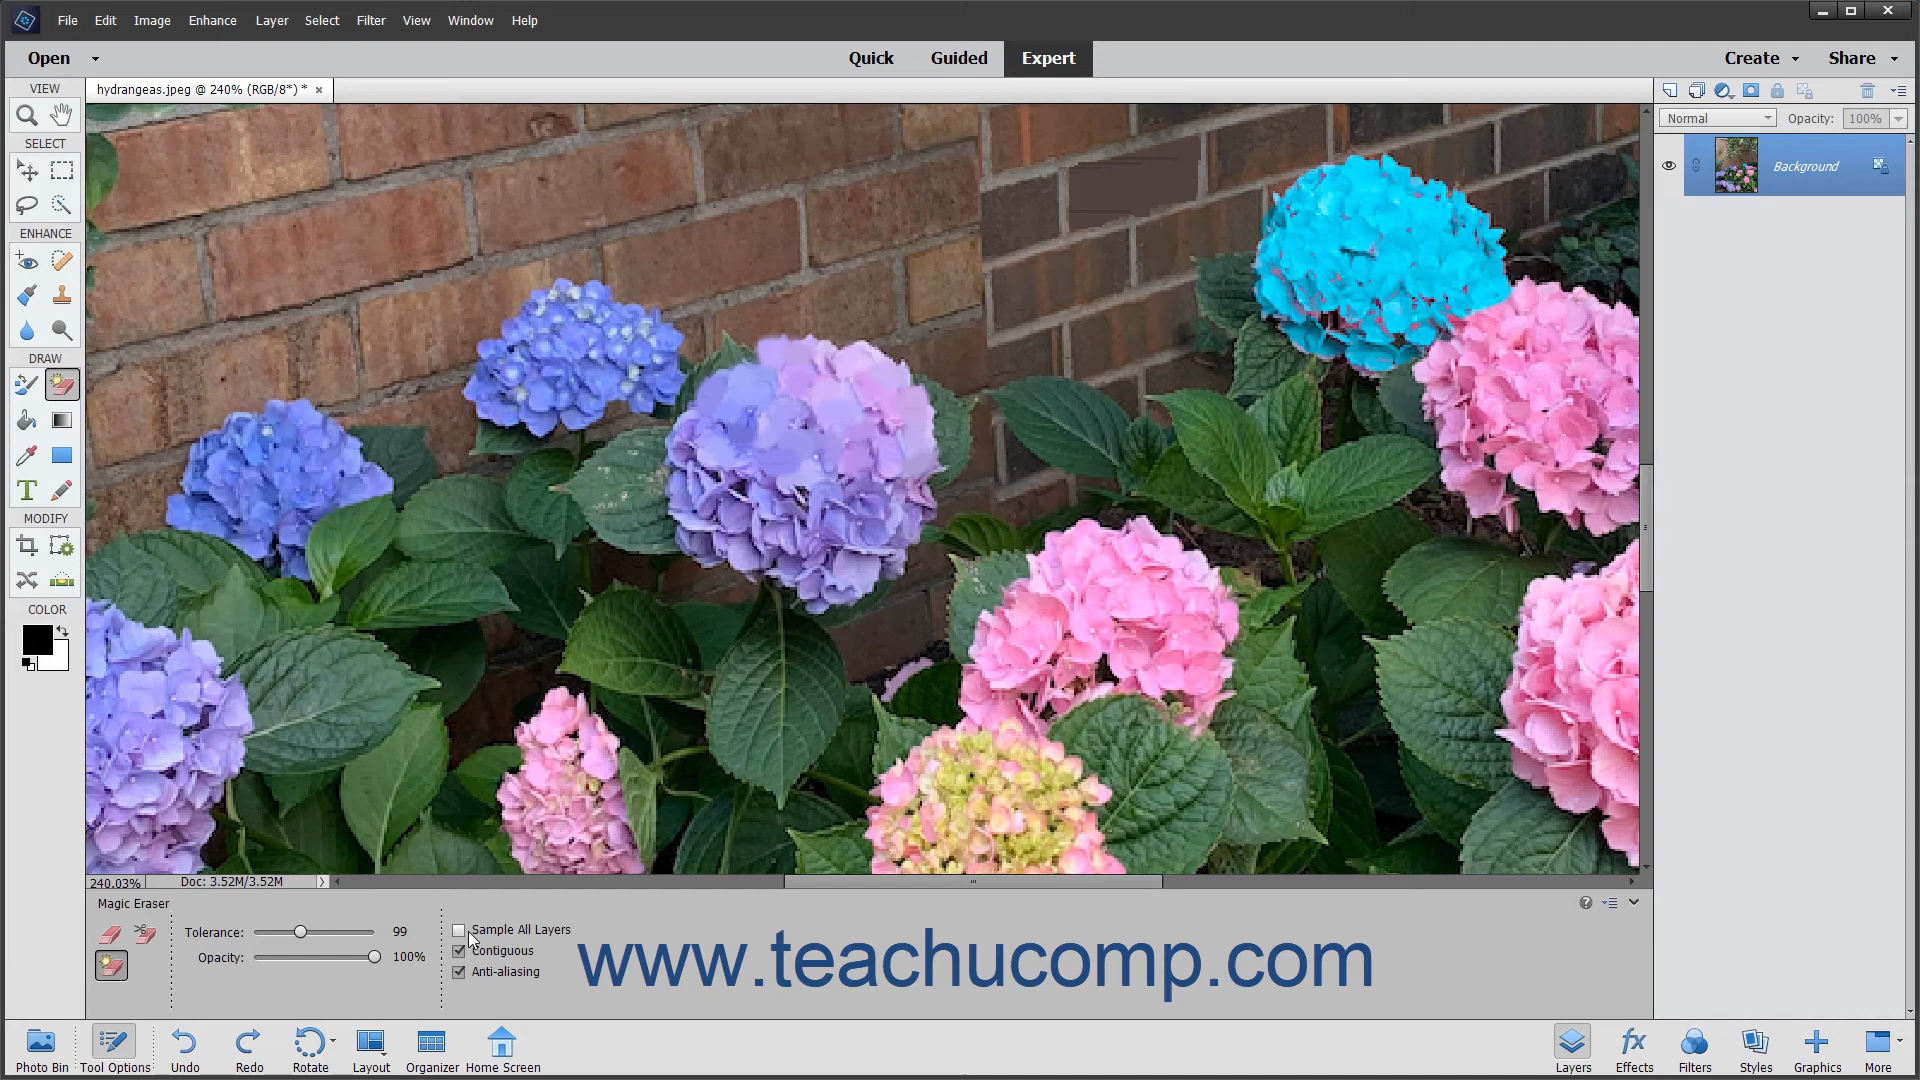 File Edit Image Enhance Layer Select Filter View Window Help
Open Quick Guided Expert Create Share
VIEW
hydrangeas.jpeg @ 240% (RGB/8*) * ×
Normal Opacity: 100%
SELECT
Background
ENHANCE
DRAW
T
MODIFY
COLOR
240.03% Doc: 3.52M/3.52M
Magic Eraser
Tolerance: 99
Opacity: 100%
Sample All Layers
Contiguous
Anti-aliasing
www.teachucomp.com
Photo Bin Tool Options Undo Redo Rotate Layout Organizer Home Screen
fx
Layers Effects Filters Styles Graphics More